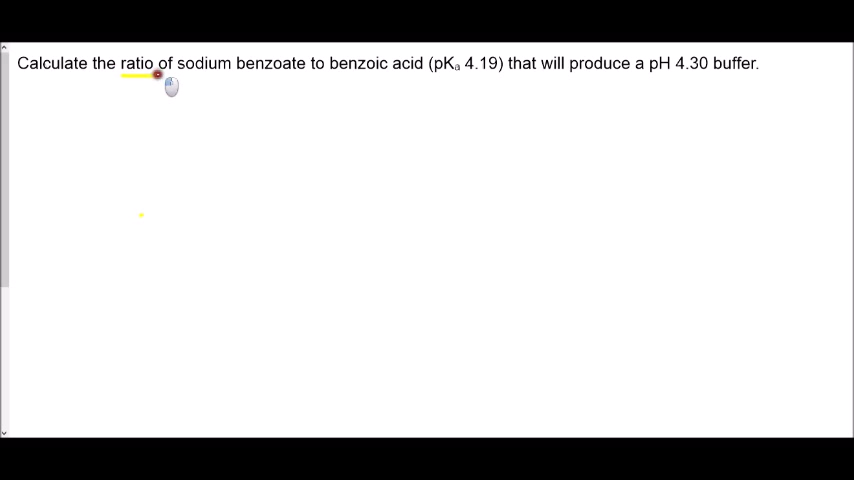 Calculate the ratio of sodium benzoate to benzoic acid (pKₐ 4.19) that will produce a pH 4.30 buffer.